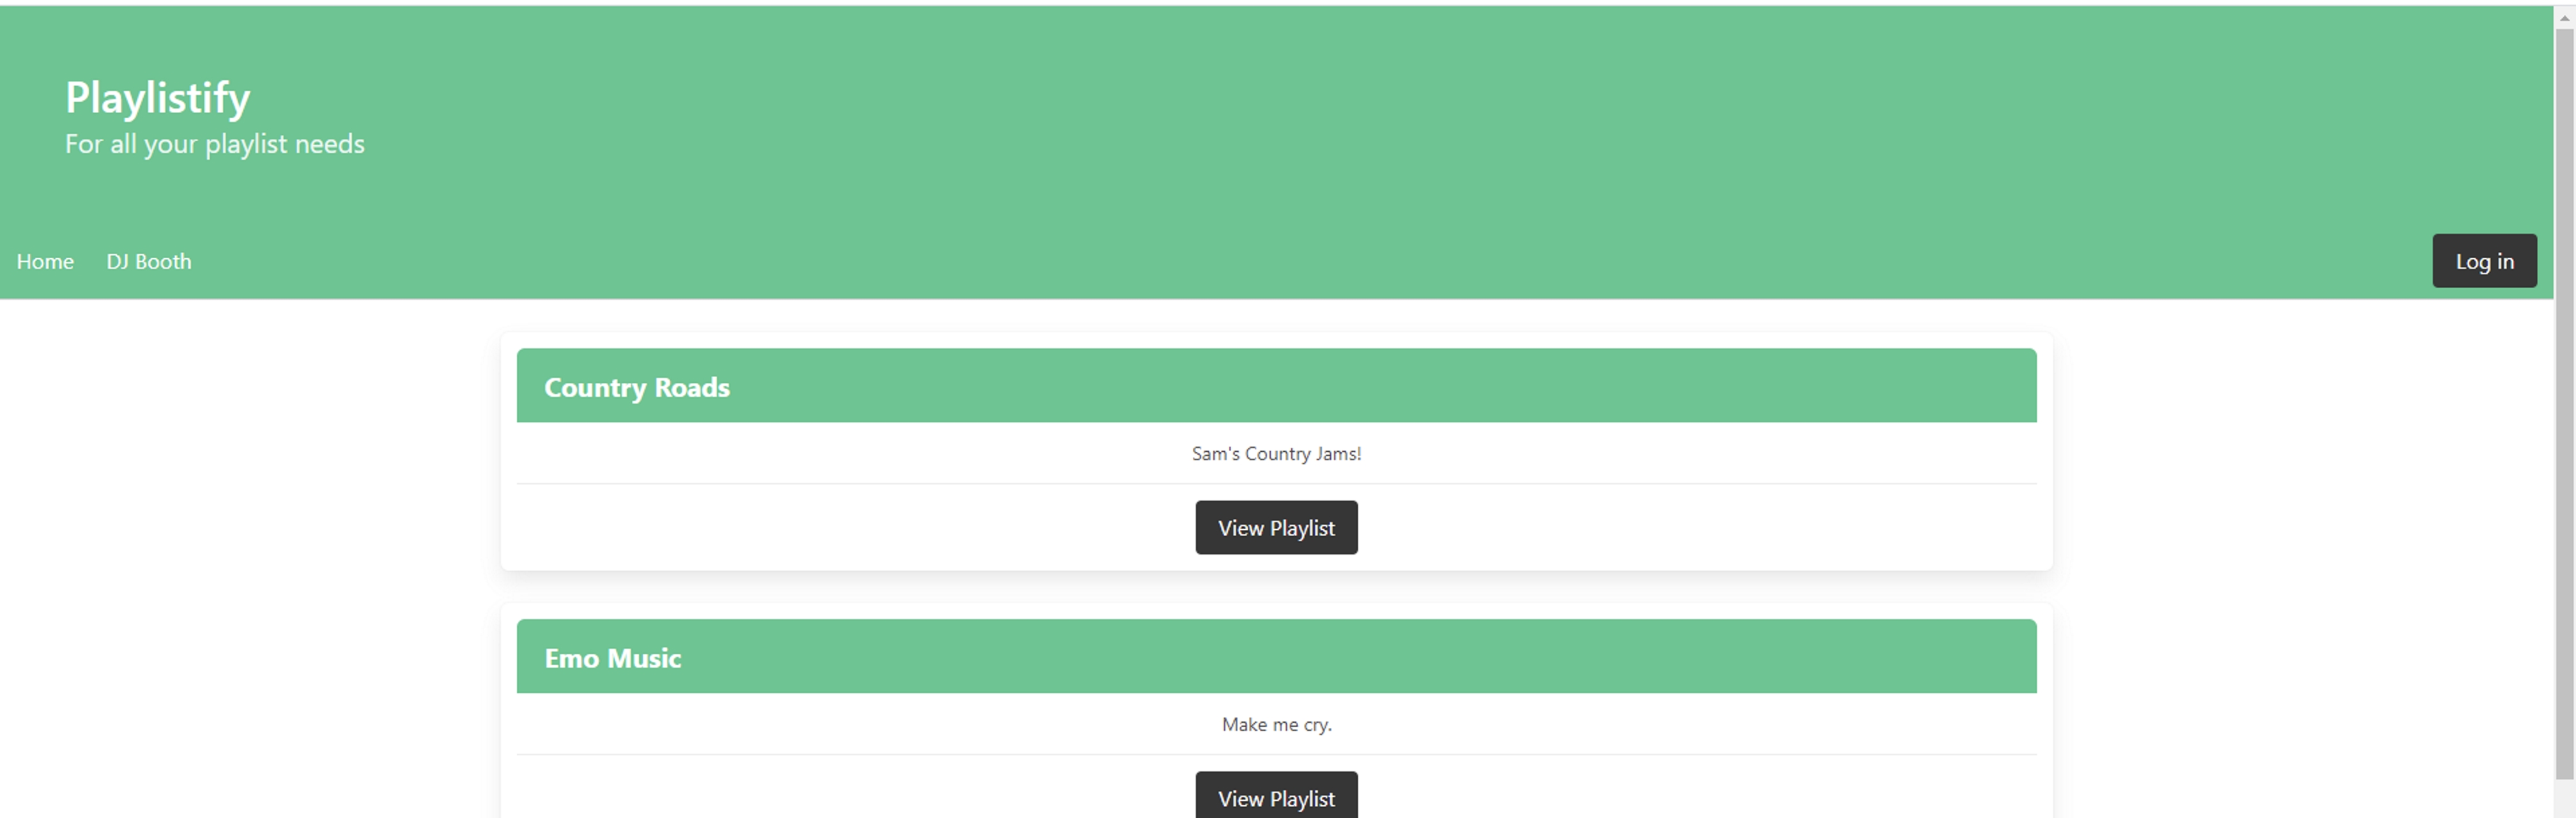 Playlistify
For all your playlist needs
Home DJ Booth Log in
Country Roads
Sam's Country Jams!
View Playlist
Emo Music
Make me cry.
View Playlist